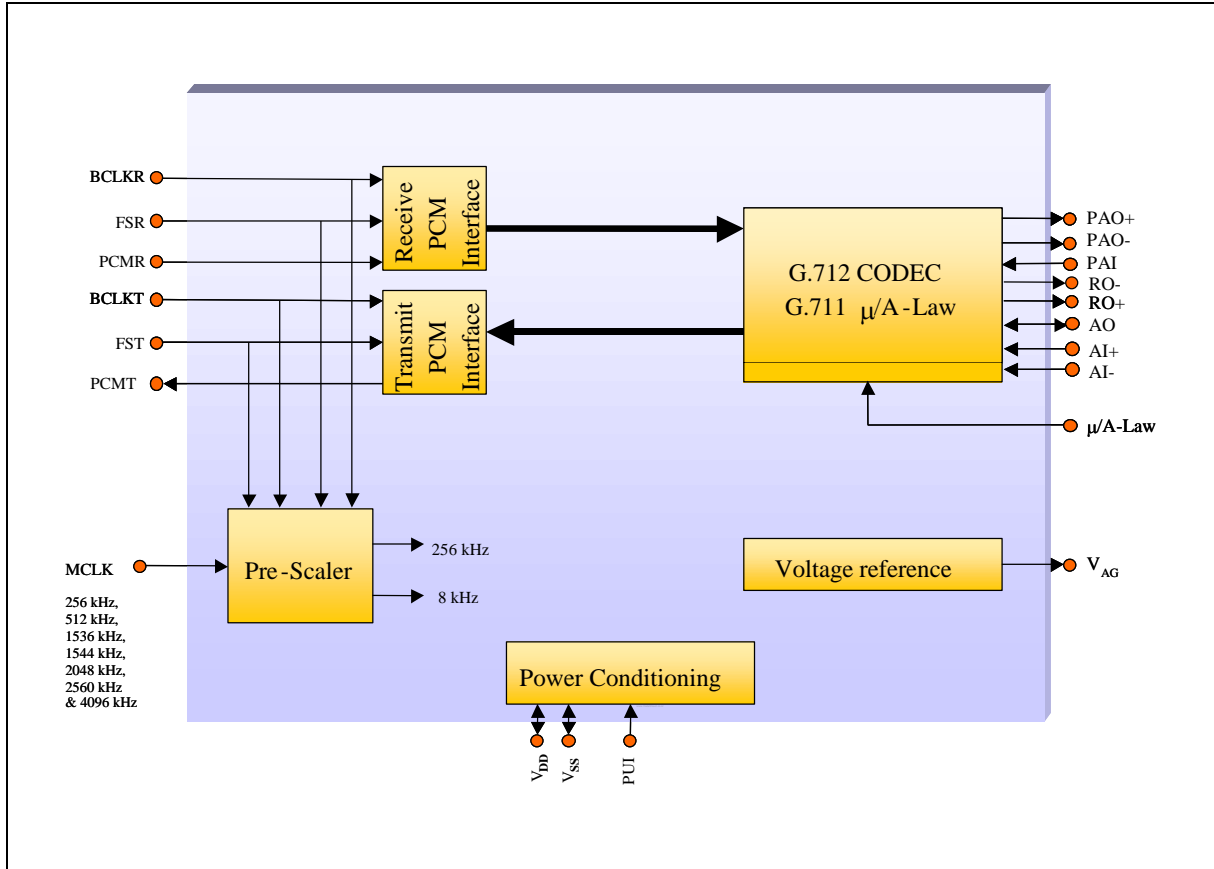 BCLKR
FSR
PCMR
BCLKT
FST
PCMT
Receive
PCM
Interface
Transmit
PCM
Interface
G.712 CODEC
G.711 μ/A-Law
PAO+
PAO-
PAI
RO-
RO+
AO
AI+
AI-
μ/A-Law
MCLK
256 kHz,
512 kHz,
1536 kHz,
1544 kHz,
2048 kHz,
2560 kHz
& 4096 kHz
Pre-Scaler
256 kHz
8 kHz
Voltage reference
VAG
Power Conditioning
VDD
VSS
PUI